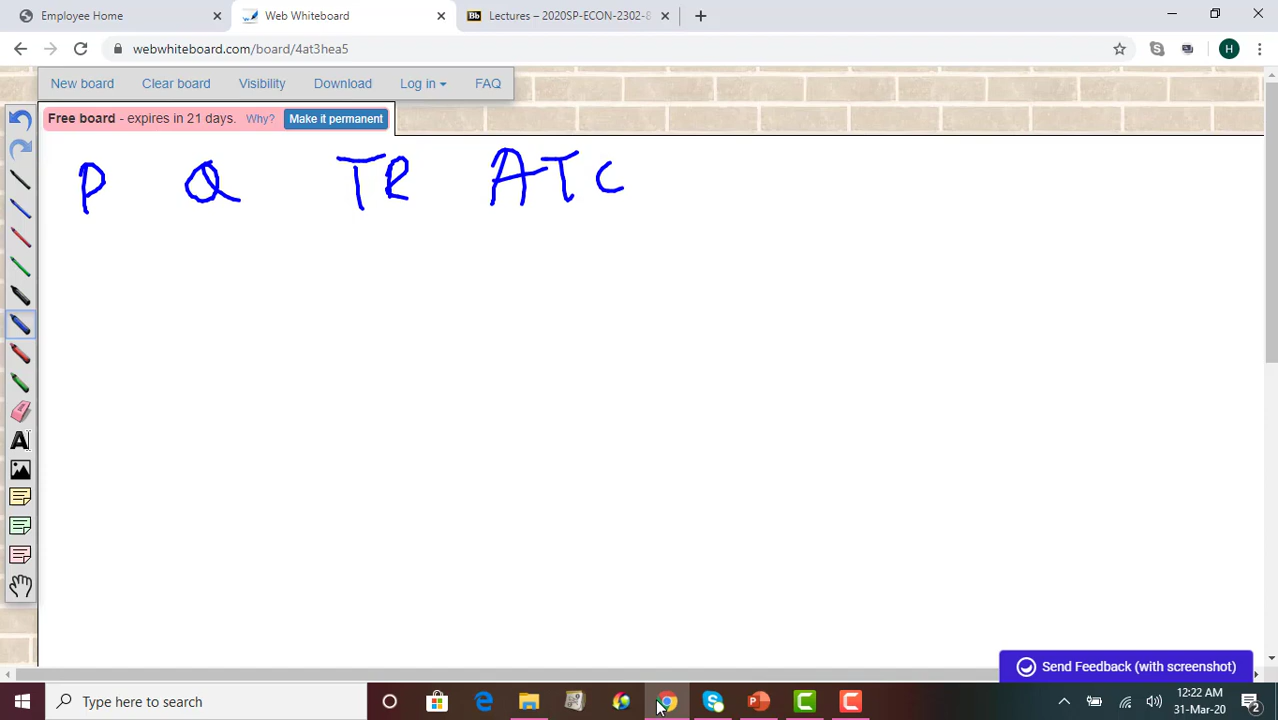 Employee Home
Web Whiteboard
Lectures – 2020SP-ECON-2302-8
webwhiteboard.com/board/4at3hea5
H
New board Clear board Visibility Download Log in FAQ
Free board - expires in 21 days. Why? Make it permanent
P Q TR ATC
A
Send Feedback (with screenshot)
Type here to search
12:22 AM
31-Mar-20
2